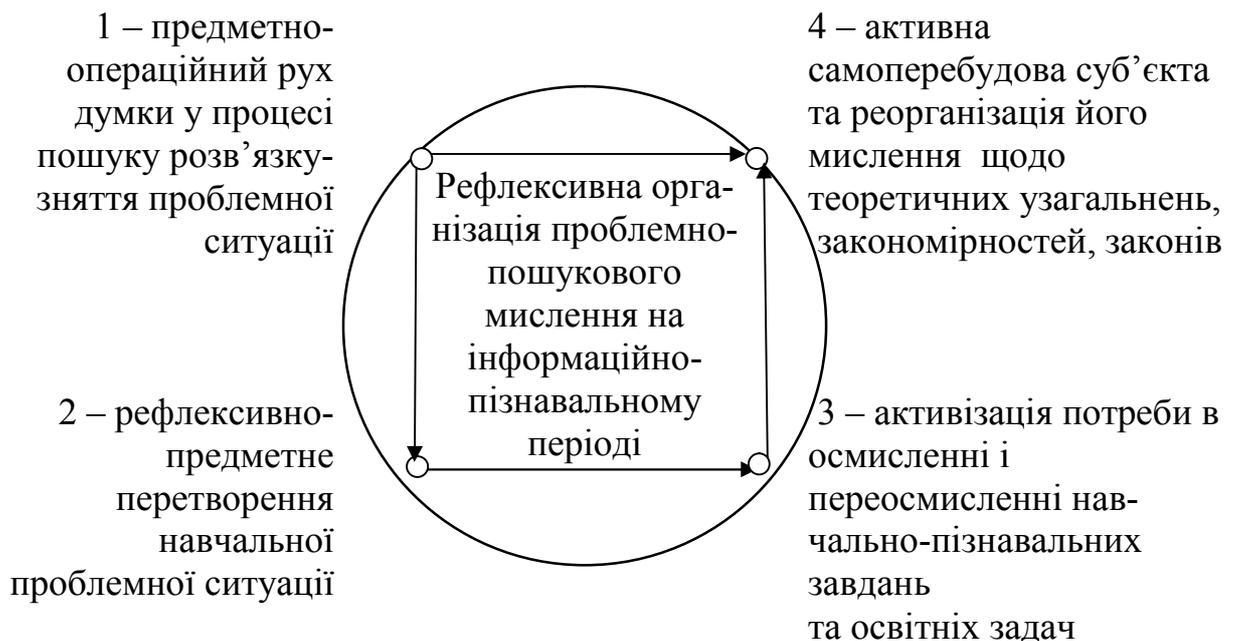 1 – предметно-
операційний рух
думки у процесі
пошуку розв’язку-
зняття проблемної
ситуації
4 – активна
самоперебудова суб’єкта
та реорганізація його
мислення щодо
теоретичних узагальнень,
закономірностей, законів
Рефлексивна орга-
нізація проблемно-
пошукового
мислення на
інформаційно-
пізнавальному
періоді
2 – рефлексивно-
предметне
перетворення
навчальної
проблемної ситуації
3 – активізація потреби в
осмисленні і
переосмисленні нав-
чально-пізнавальних
завдань
та освітніх задач